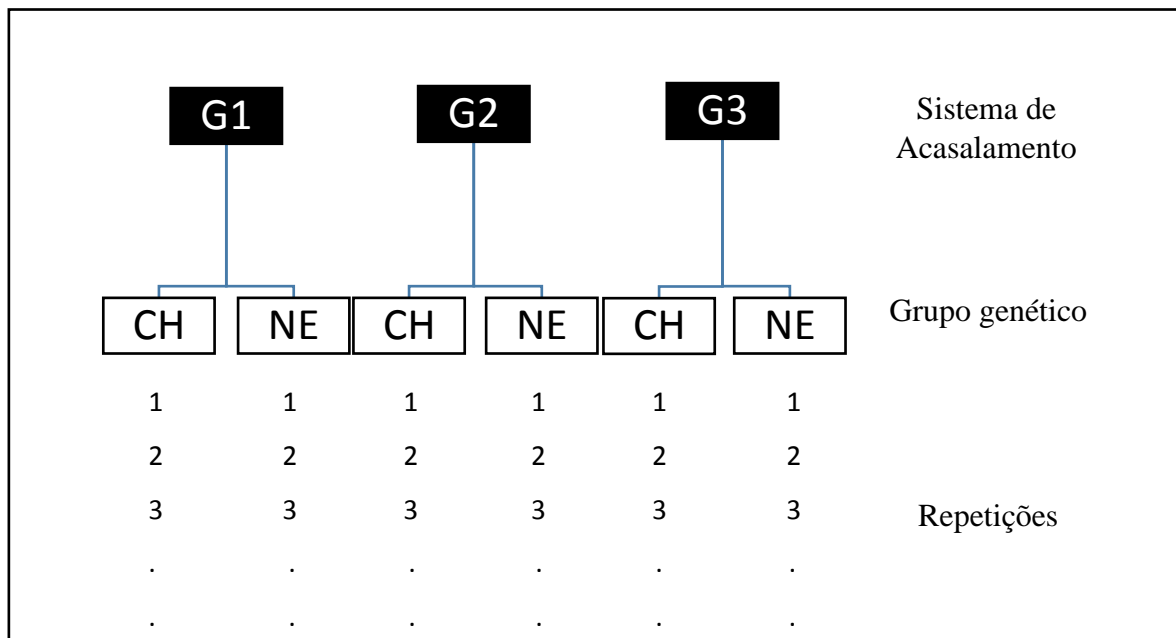 G1 G2 G3 Sistema de
Acasalamento
CH NE CH NE CH NE Grupo genético
1 1 1 1 1 1
2 2 2 2 2 2
3 3 3 3 3 3 Repetições
. . . . . .
. . . . . .